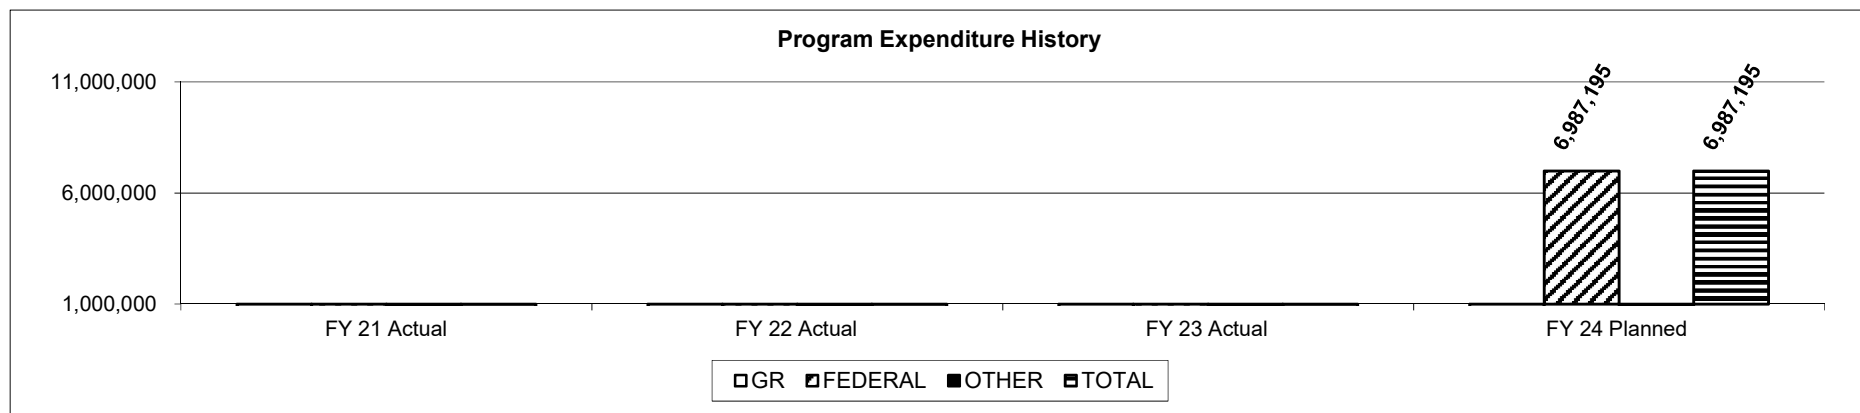 Program Expenditure History
11,000,000
6,000,000
1,000,000
6,987,195
6,987,195
FY 21 Actual
FY 22 Actual
FY 23 Actual
FY 24 Planned
GR FEDERAL OTHER TOTAL